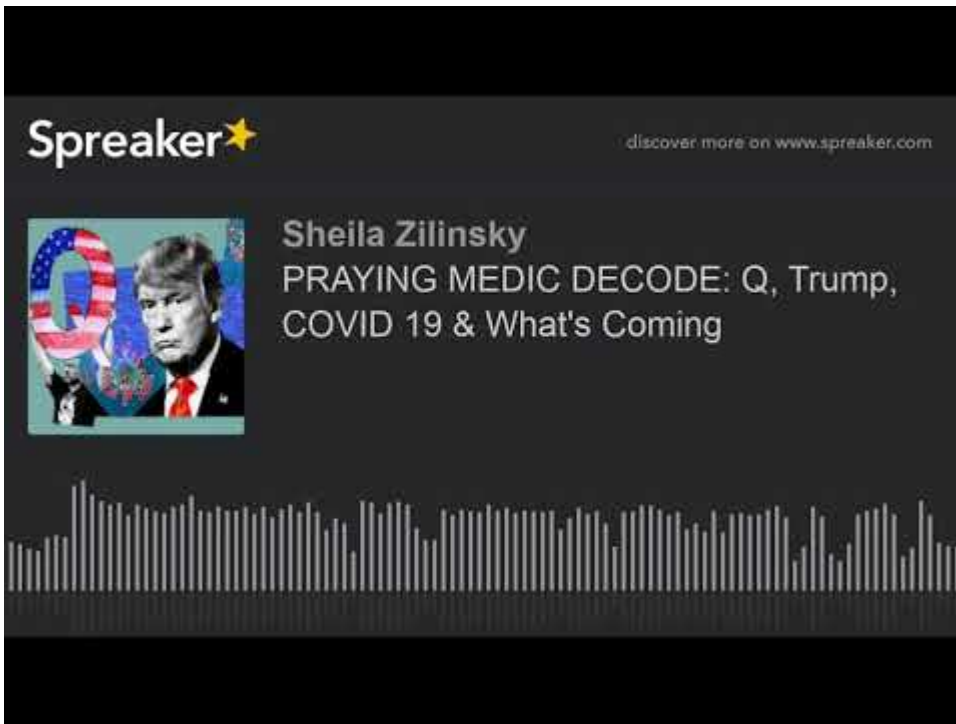 Spreaker
discover more on www.spreaker.com
Q
Sheila Zilinsky
PRAYING MEDIC DECODE: Q, Trump,
COVID 19 & What's Coming